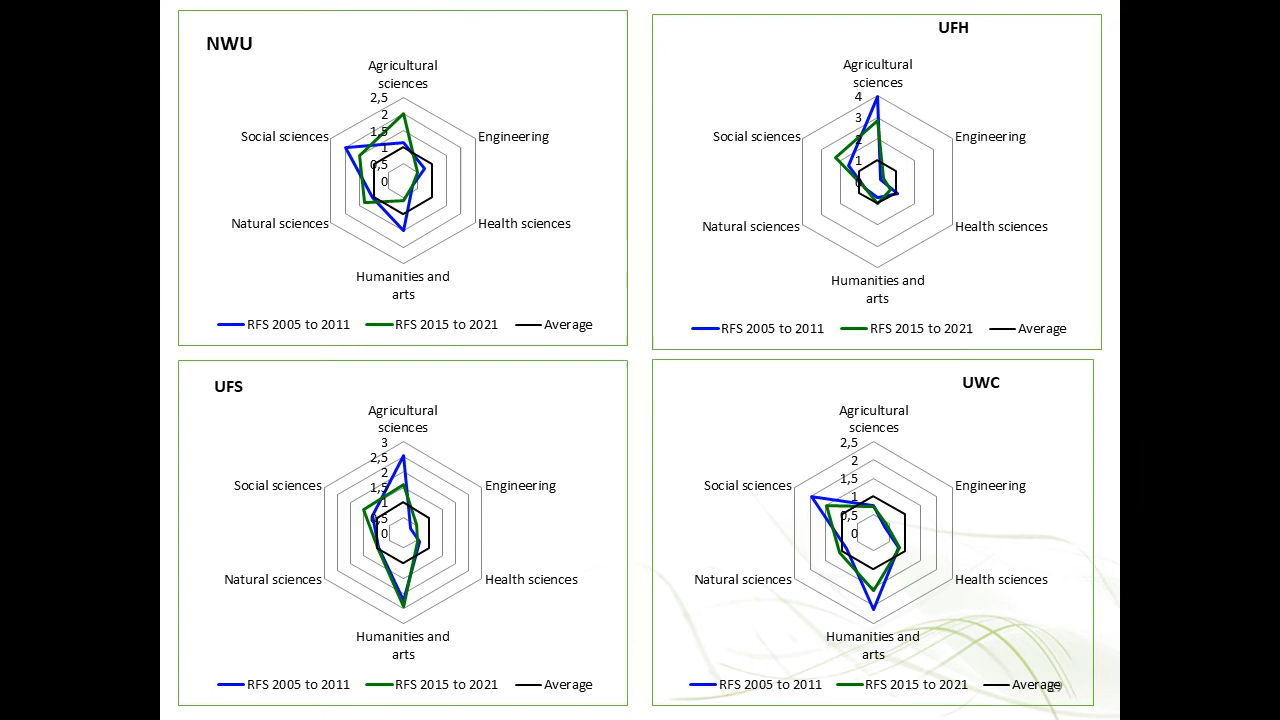 NWU
Agricultural
sciences
2,5
2
1,5
1
0,5
0
Social sciences
Engineering
Natural sciences
Health sciences
Humanities and
arts
RFS 2005 to 2011 RFS 2015 to 2021 Average
UFH
Agricultural
sciences
4
3
2
1
0
Social sciences
Engineering
Natural sciences
Health sciences
Humanities and
arts
RFS 2005 to 2011 RFS 2015 to 2021 Average
UFS
Agricultural
sciences
3
2,5
2
1,5
1
0,5
0
Social sciences
Engineering
Natural sciences
Health sciences
Humanities and
arts
RFS 2005 to 2011 RFS 2015 to 2021 Average
UWC
Agricultural
sciences
2,5
2
1,5
1
0,5
0
Social sciences
Engineering
Natural sciences
Health sciences
Humanities and
arts
RFS 2005 to 2011 RFS 2015 to 2021 Average